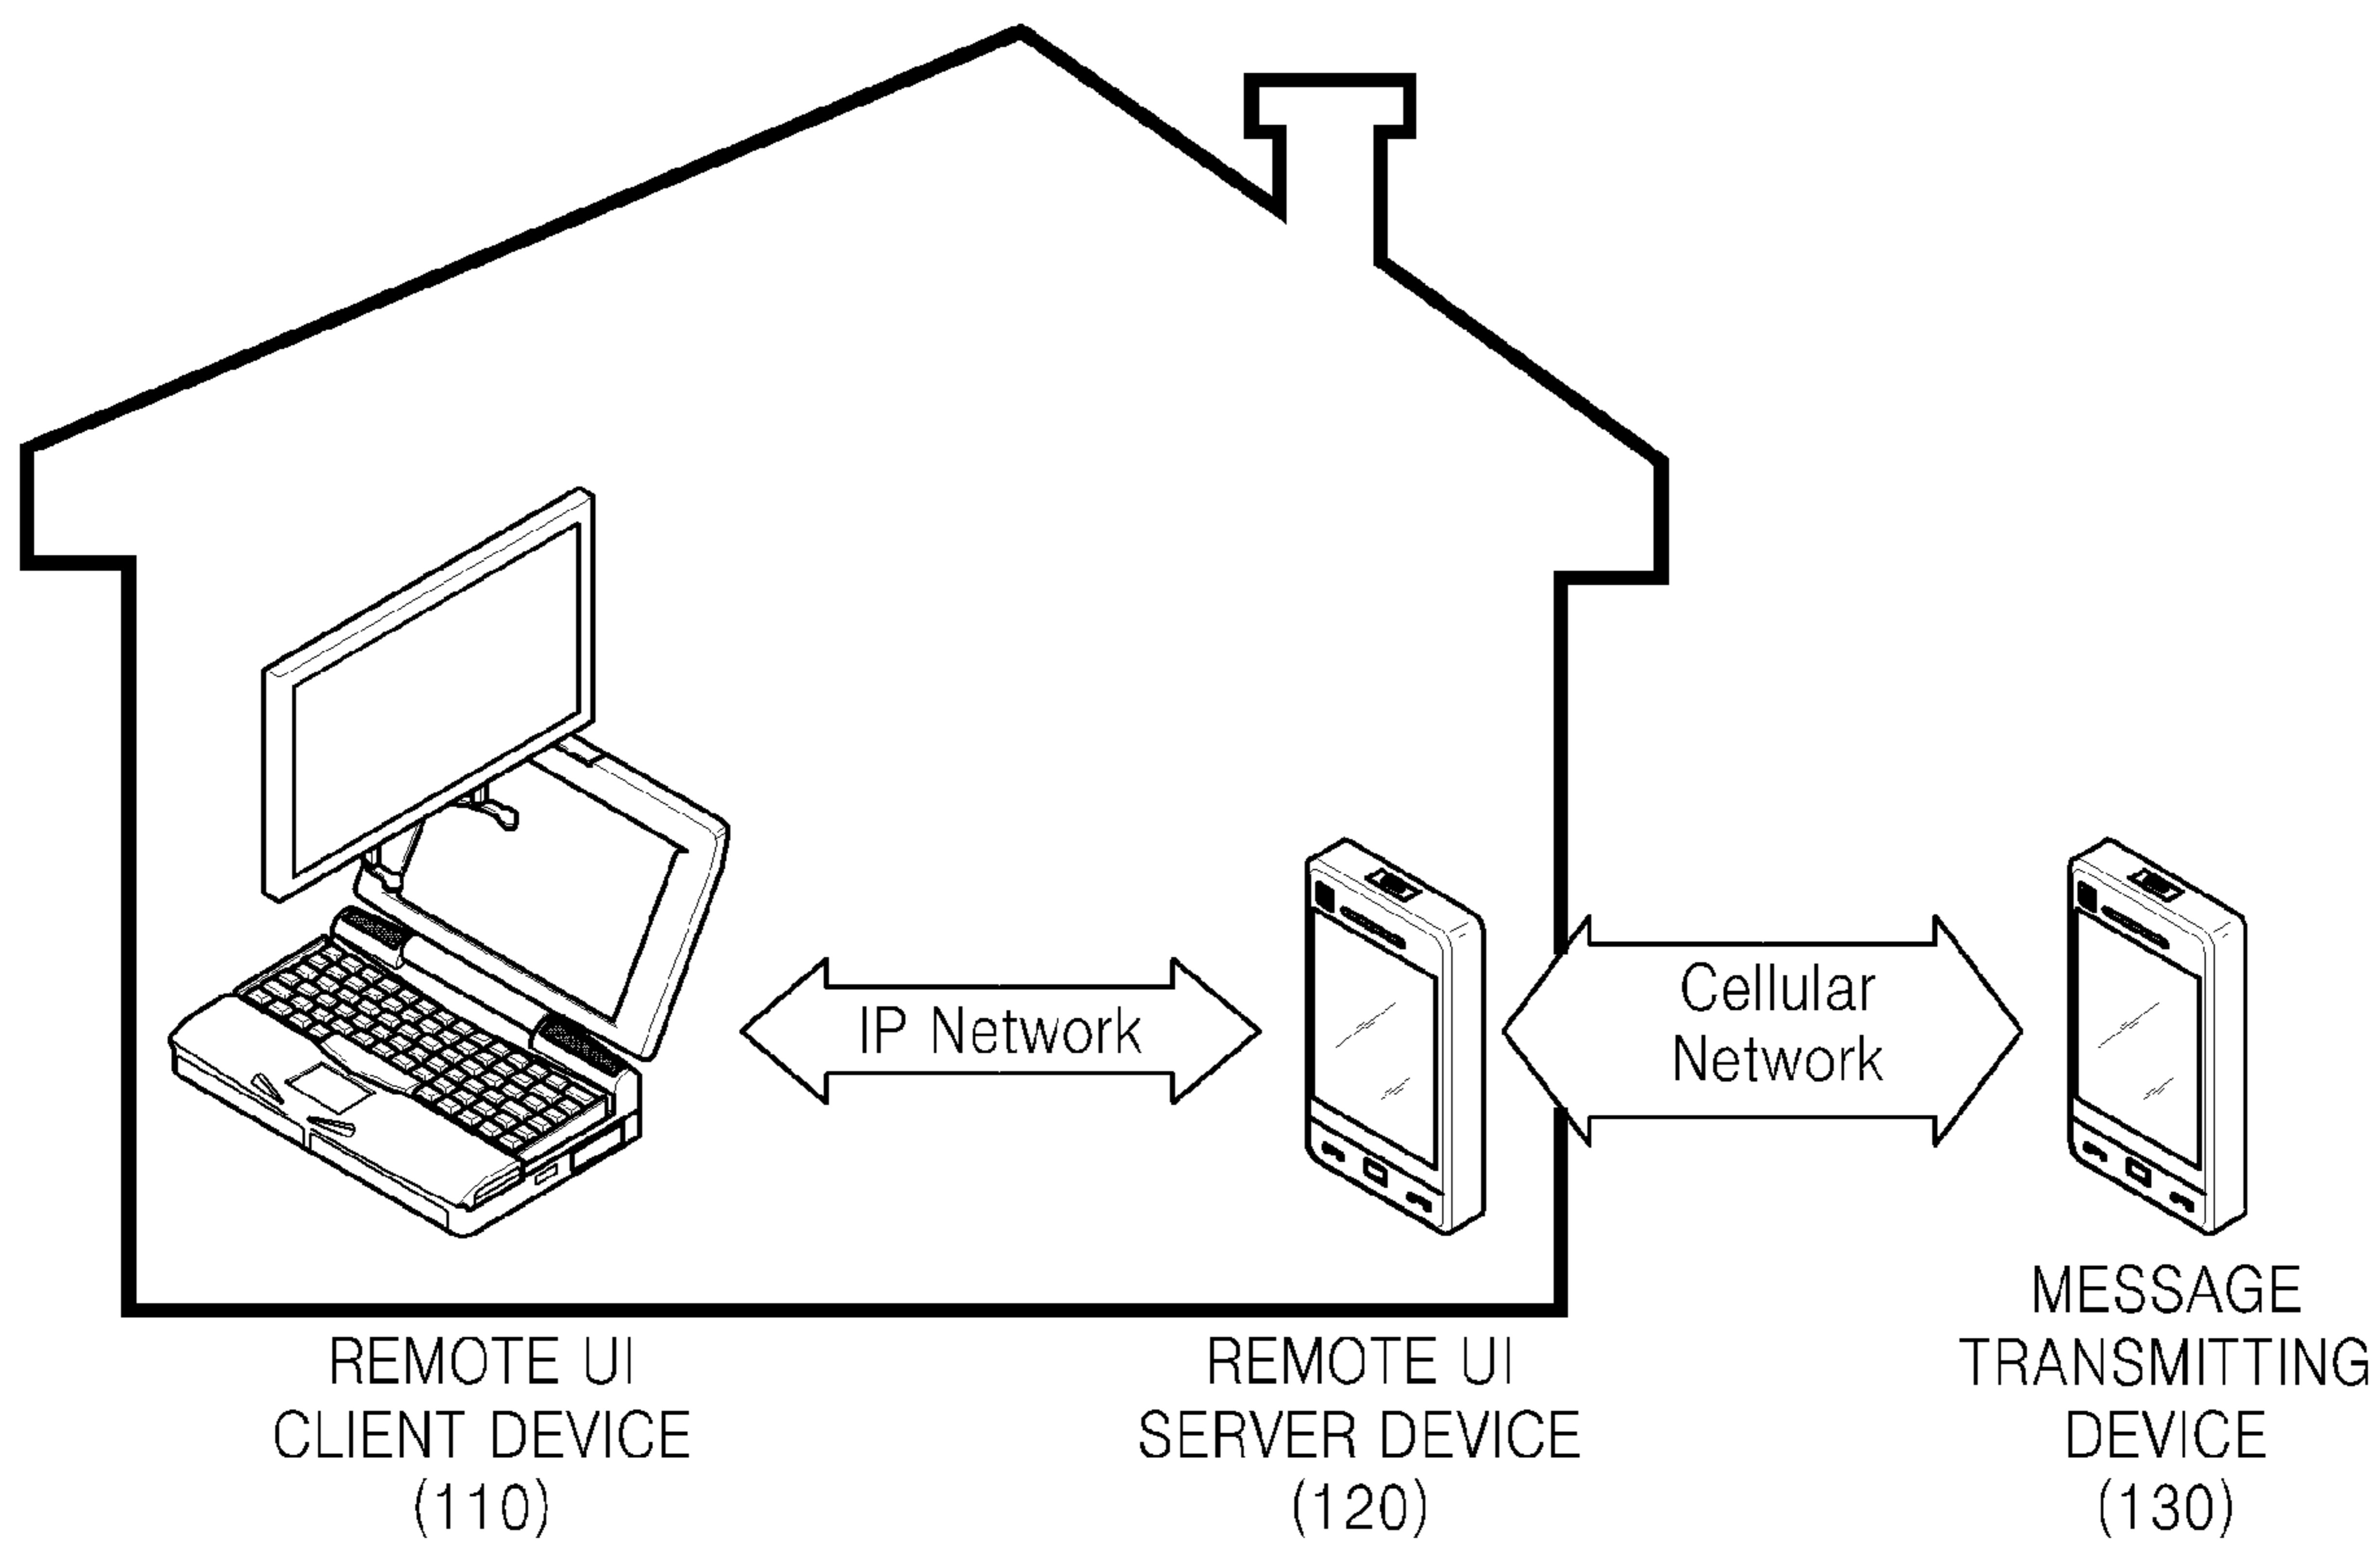 IP Network
Cellular
Network
REMOTE UI
CLIENT DEVICE
(110)
REMOTE UI
SERVER DEVICE
(120)
MESSAGE
TRANSMITTING
DEVICE
(130)